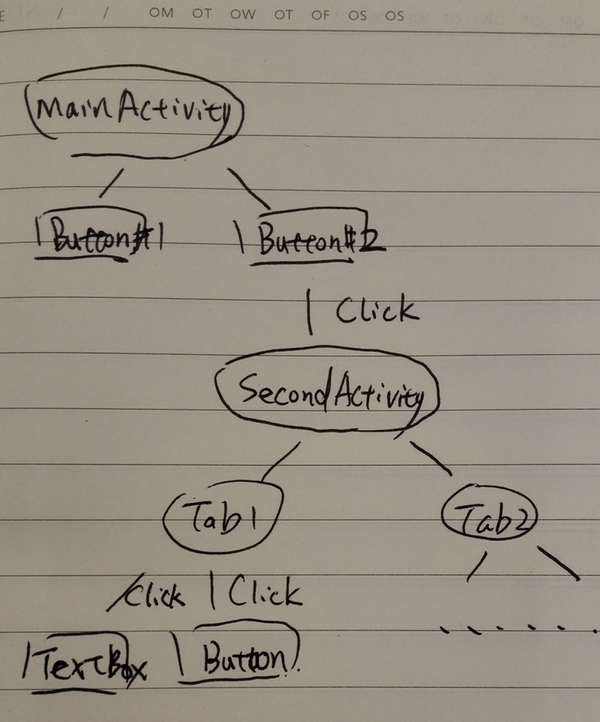 E / / OM OT OW OT OF OS OS
MainActivity
Button#1 Button#2
Click
SecondActivity
Tab1 Tab2
Click Click
TextBox Button